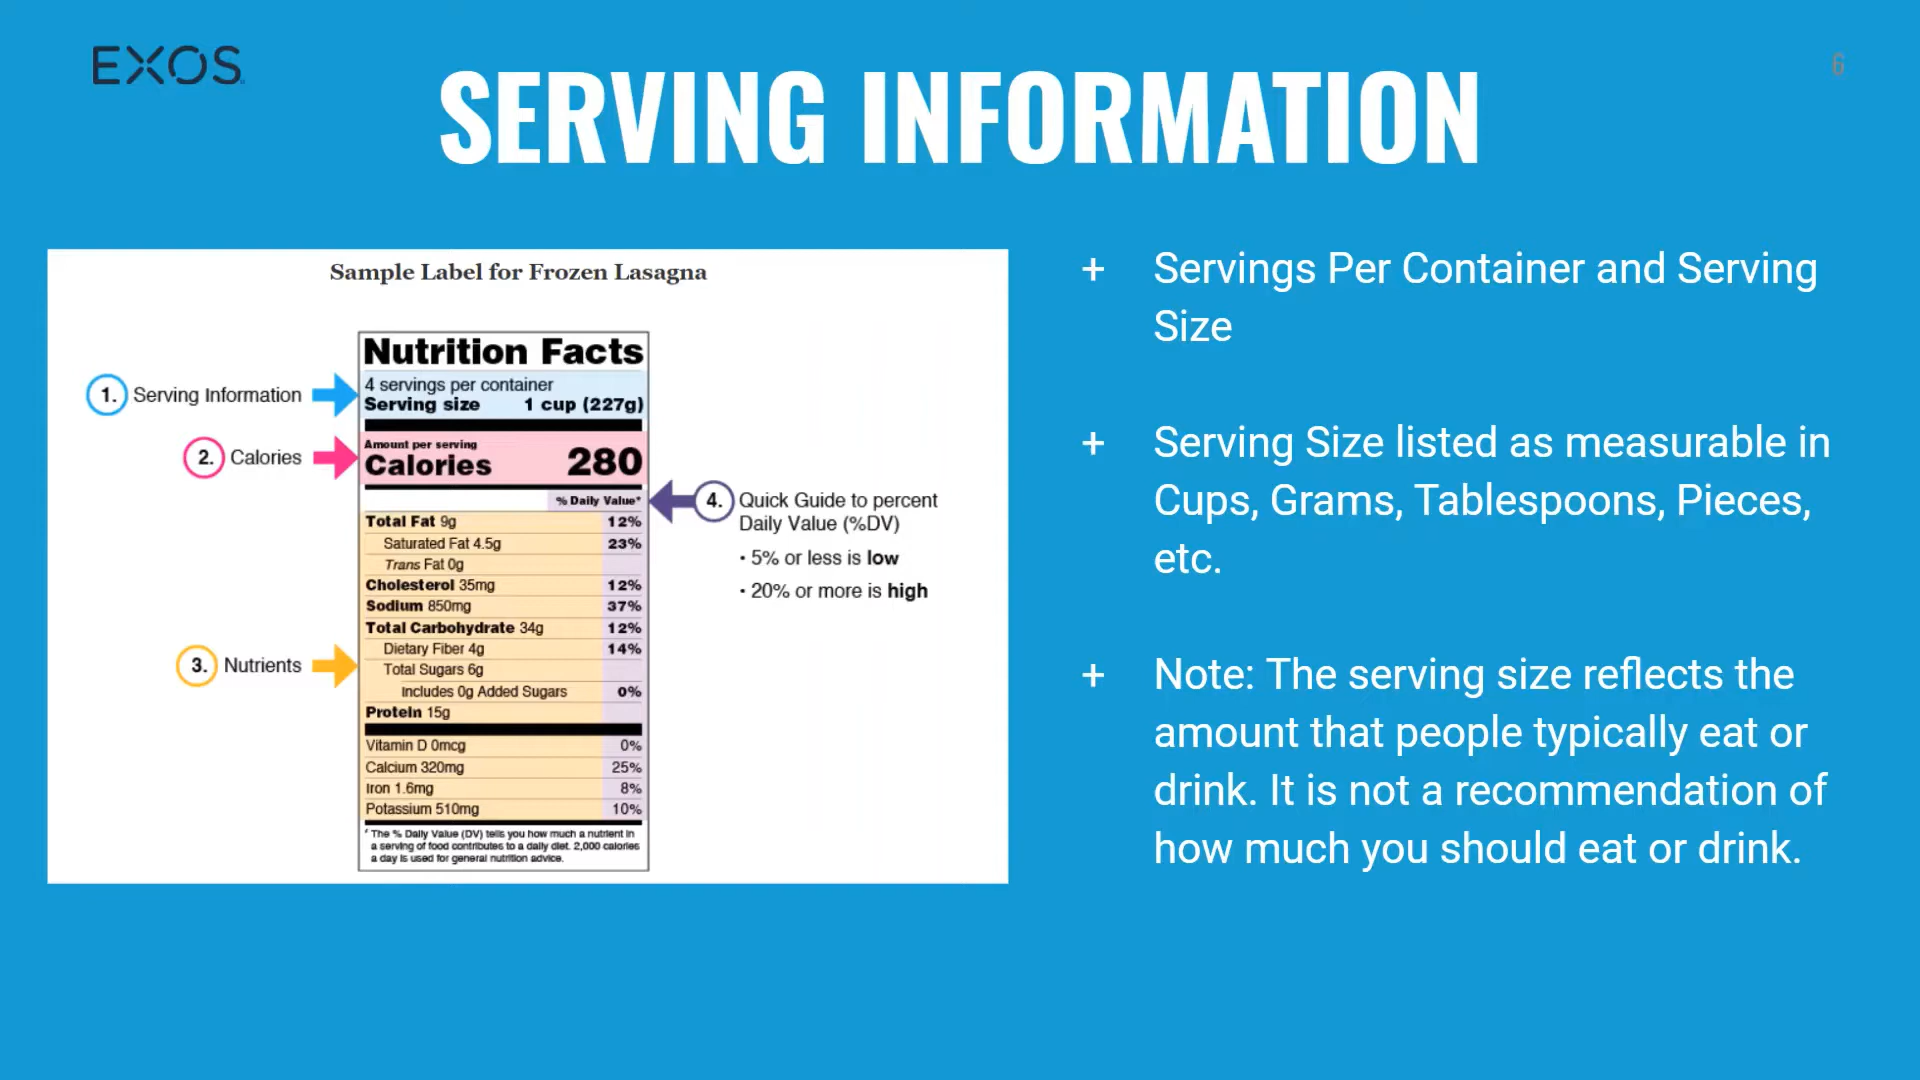 EXOS
6
SERVING INFORMATION
Sample Label for Frozen Lasagna
1. Serving Information
2. Calories
3. Nutrients
Nutrition Facts
4 servings per container
Serving size 1 cup (227g)
Amount per serving
Calories 280
% Daily Value*
Total Fat 9g 12%
Saturated Fat 4.5g 23%
Trans Fat 0g
Cholesterol 35mg 12%
Sodium 850mg 37%
Total Carbohydrate 34g 12%
Dietary Fiber 4g 14%
Total Sugars 6g
Includes 0g Added Sugars 0%
Protein 15g
Vitamin D 0mcg 0%
Calcium 320mg 25%
Iron 1.6mg 8%
Potassium 510mg 10%
* The % Daily Value (DV) tells you how much a nutrient in
a serving of food contributes to a daily diet. 2,000 calories
a day is used for general nutrition advice.
4. Quick Guide to percent
Daily Value (%DV)
• 5% or less is low
• 20% or more is high
+ Servings Per Container and Serving
Size
+ Serving Size listed as measurable in
Cups, Grams, Tablespoons, Pieces,
etc.
+ Note: The serving size reflects the
amount that people typically eat or
drink. It is not a recommendation of
how much you should eat or drink.